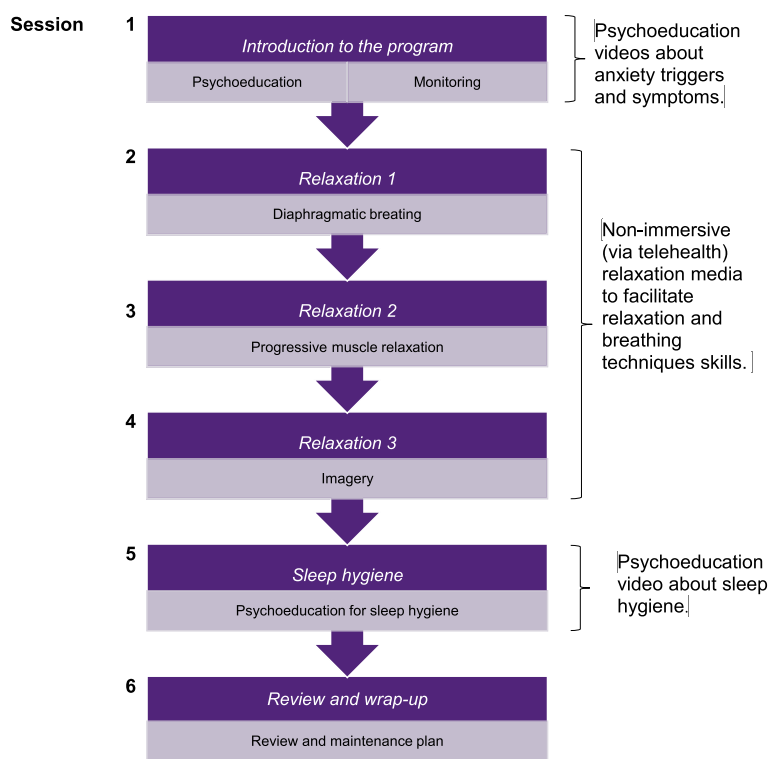 Session
1
Introduction to the program
Psychoeducation
Monitoring
Psychoeducation
videos about
anxiety triggers
and symptoms.
2
Relaxation 1
Diaphragmatic breating
3
Relaxation 2
Progressive muscle relaxation
4
Relaxation 3
Imagery
Non-immersive
(via telehealth)
relaxation media
to facilitate
relaxation and
breathing
techniques skills.
5
Sleep hygiene
Psychoeducation for sleep hygiene
Psychoeducation
video about sleep
hygiene.
6
Review and wrap-up
Review and maintenance plan